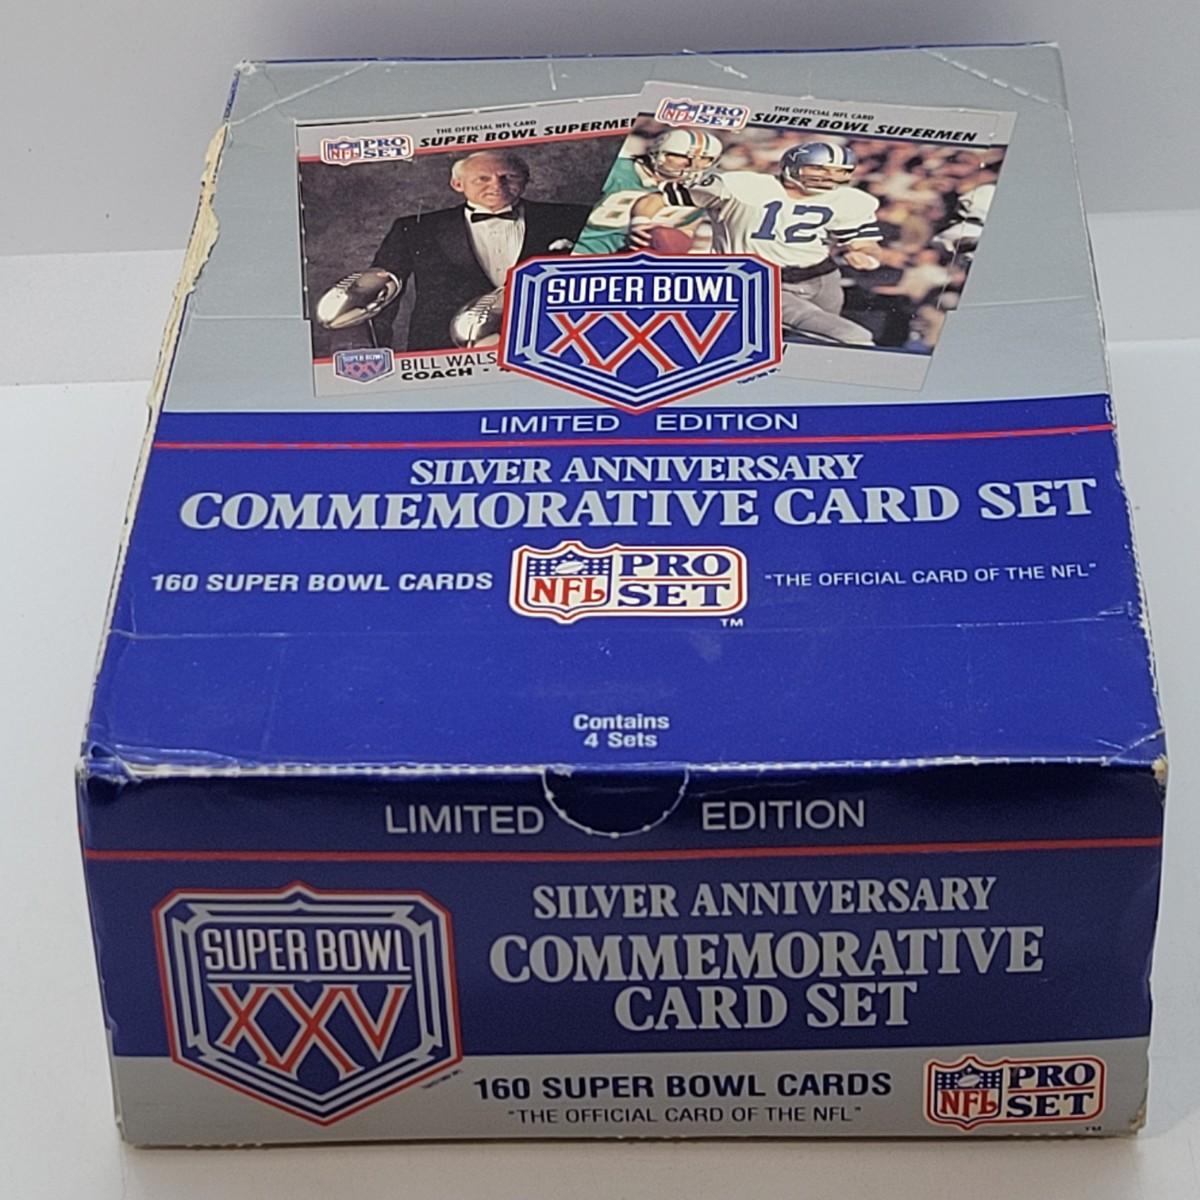 THE OFFICIAL NFL CARD
NFL PRO SET SUPER BOWL SUPERMEN
THE OFFICIAL NFL CARD
NFL PRO SET SUPER BOWL SUPERMEN
12
SUPER BOWL
XXV
SUPER BOWL
XXV
BILL WALS
COACH -
LIMITED EDITION
SILVER ANNIVERSARY
COMMEMORATIVE CARD SET
160 SUPER BOWL CARDS NFL PRO SET ™ "THE OFFICIAL CARD OF THE NFL"
Contains
4 Sets
LIMITED EDITION
SUPER BOWL
XXV
SILVER ANNIVERSARY
COMMEMORATIVE
CARD SET
160 SUPER BOWL CARDS
"THE OFFICIAL CARD OF THE NFL"
NFL PRO SET ™